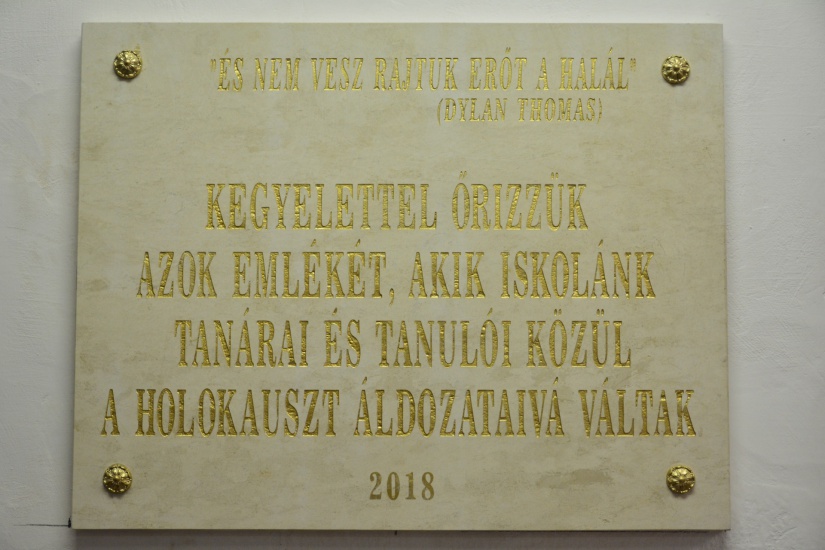 "ÉS NEM VESZ RAJTUK ERŐT A HALÁL"
(DYLAN THOMAS)
KEGYELETTEL ŐRIZZÜK
AZOK EMLÉKÉT, AKIK ISKOLÁNK
TANÁRAI ÉS TANULÓI KÖZÜL
A HOLOKAUSZT ÁLDOZATAIVÁ VÁLTAK
2018